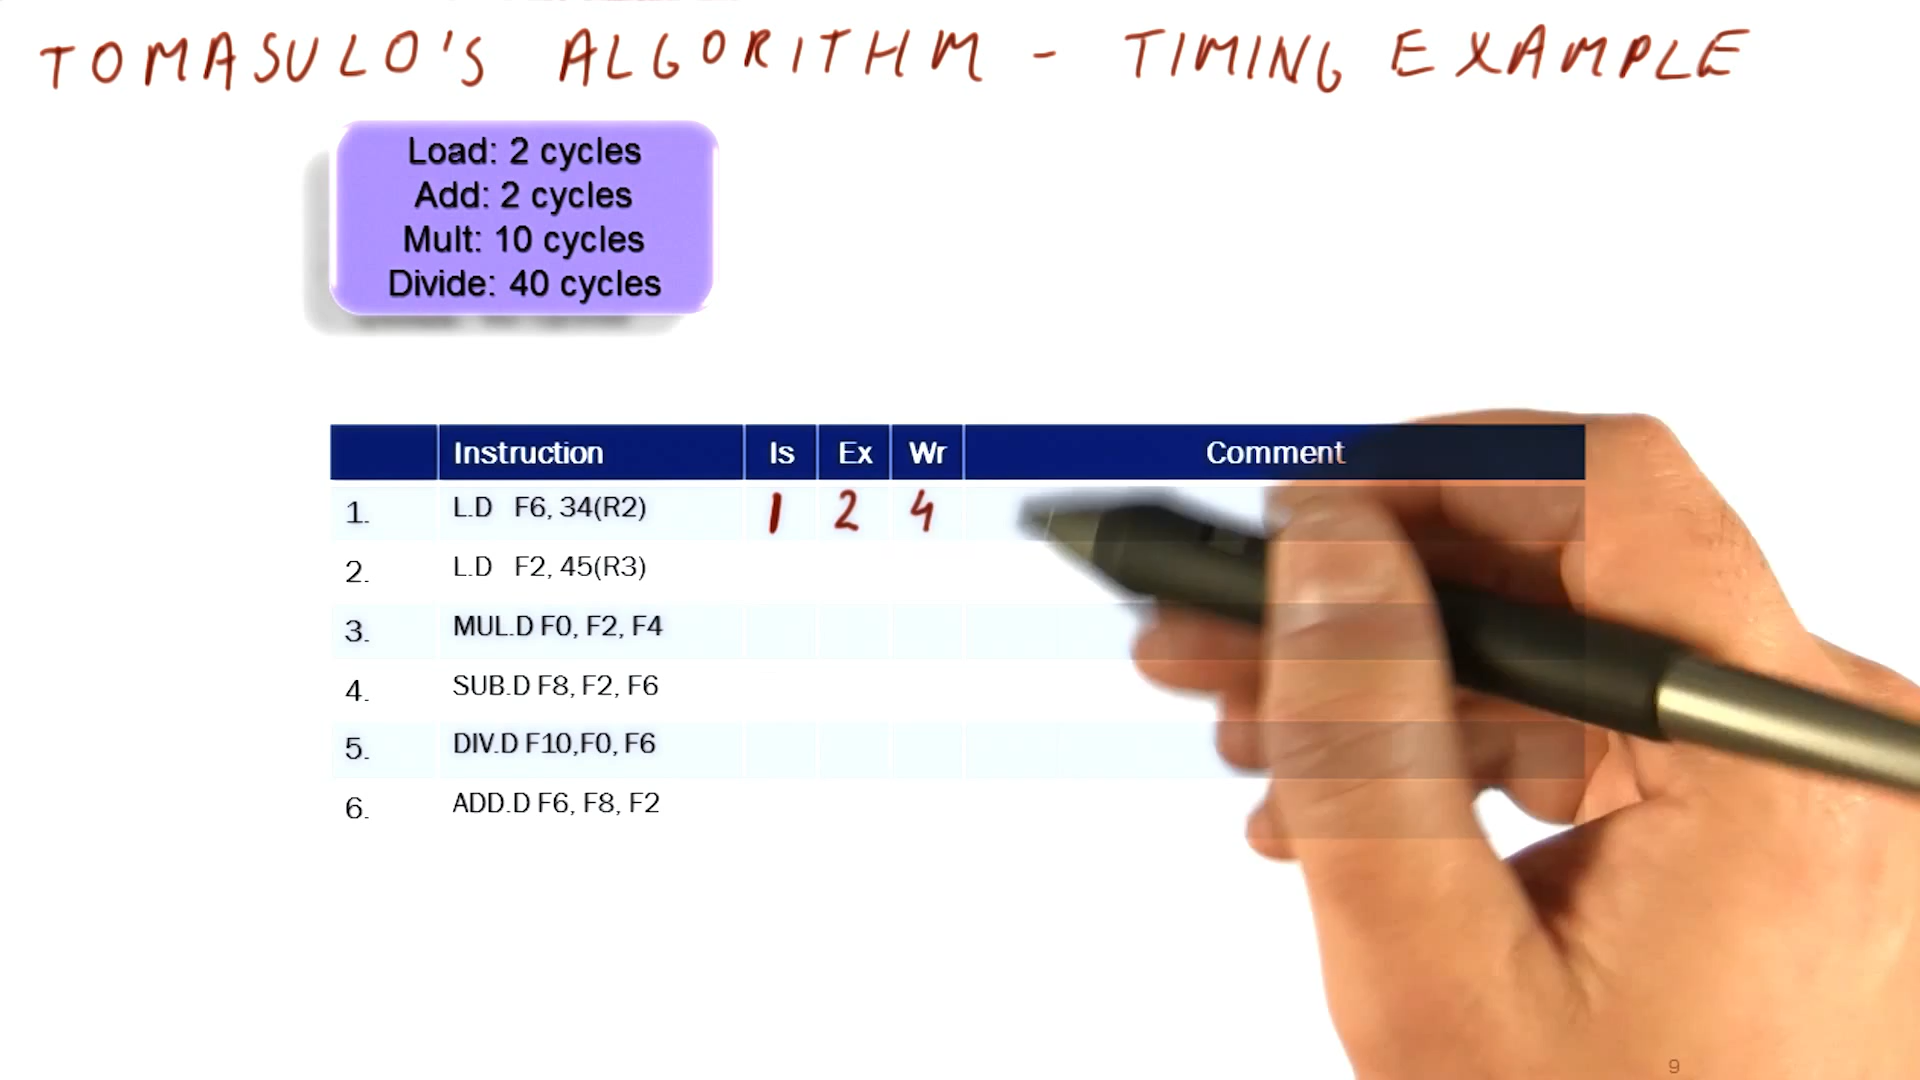 TOMASULO'S ALGORITHM - TIMING EXAMPLE
Load: 2 cycles
Add: 2 cycles
Mult: 10 cycles
Divide: 40 cycles
Instruction Is Ex Wr Comment
1. L.D F6, 34(R2) 1 2 4
2. L.D F2, 45(R3)
3. MUL.D F0, F2, F4
4. SUB.D F8, F2, F6
5. DIV.D F10,F0, F6
6. ADD.D F6, F8, F2
9